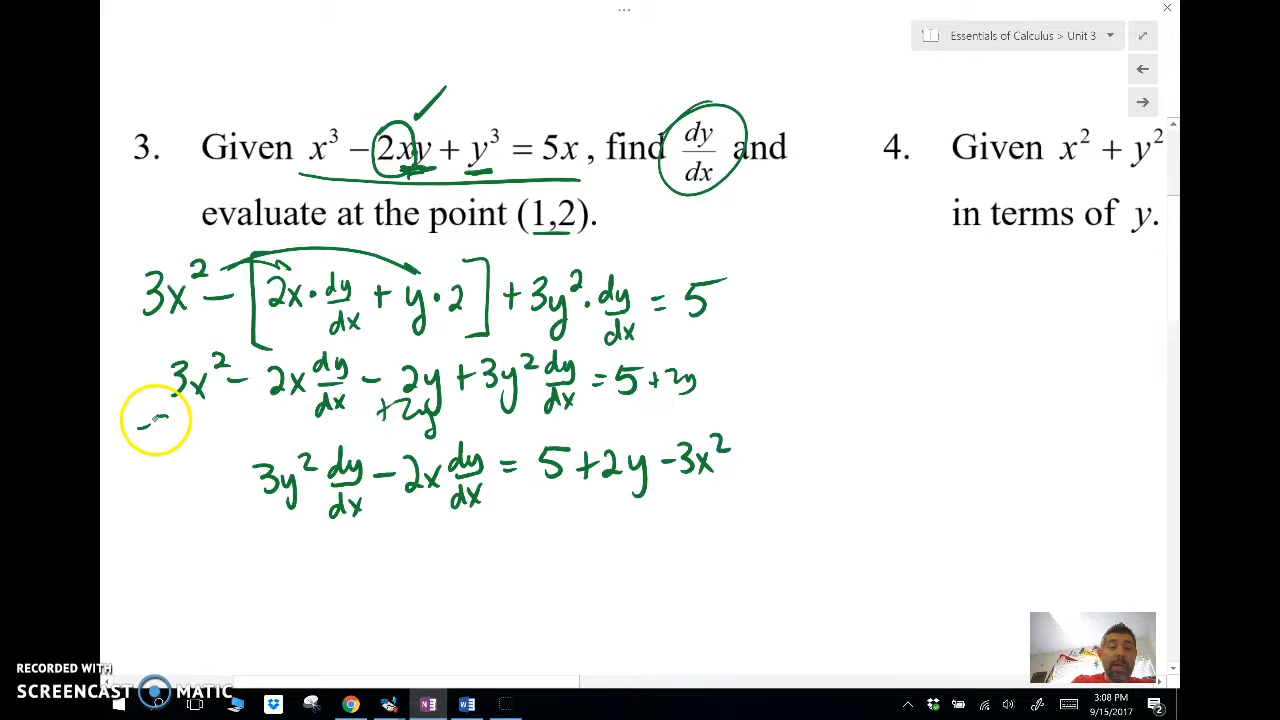 Essentials of Calculus > Unit 3
3. Given x³ − 2xy + y³ = 5x, find dy/dx and
evaluate at the point (1,2).
4. Given x² + y²
in terms of y.
3x² − [2x · dy/dx + y · 2] + 3y² · dy/dx = 5
3x² − 2x dy/dx − 2y + 3y² dy/dx = 5 + 2y
+2y
3y² dy/dx − 2x dy/dx = 5 + 2y − 3x²
RECORDED WITH
SCREENCAST MATIC
3:08 PM
9/15/2017
2